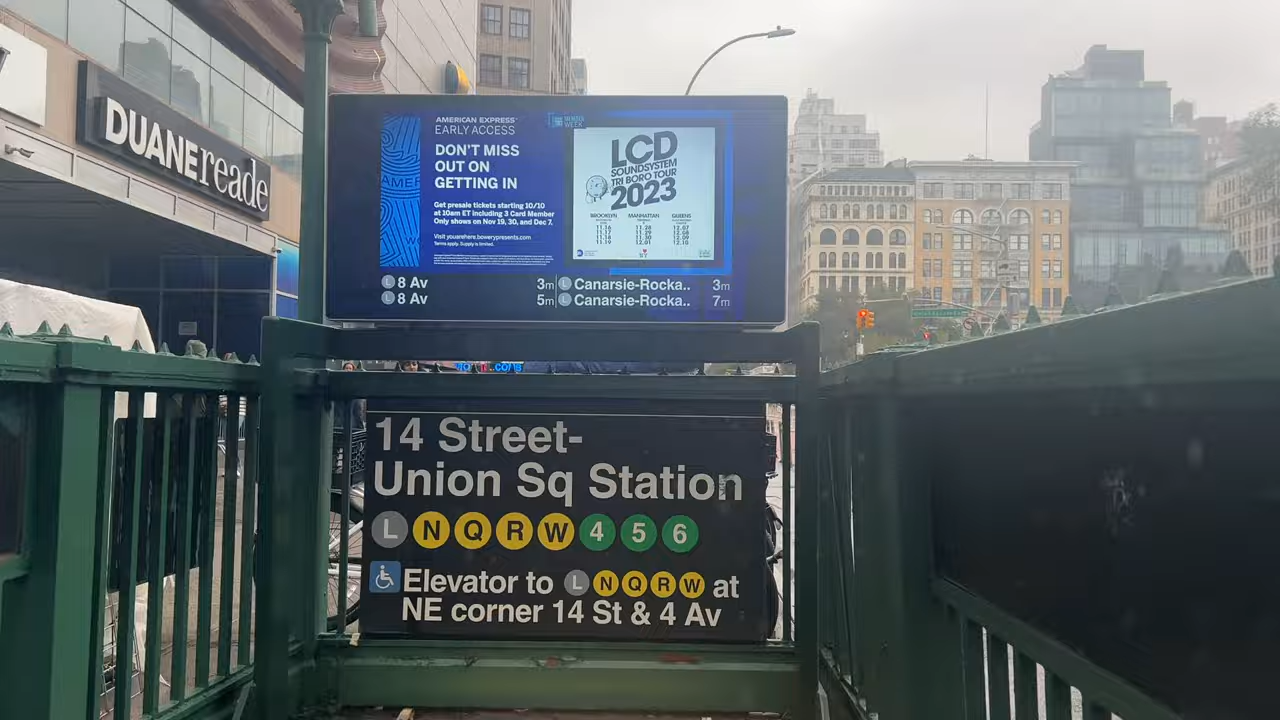 DUANEreade
AMERICAN EXPRESS
EARLY ACCESS
DON'T MISS
OUT ON
GETTING IN
Get presale tickets starting 10/10
at 10am ET including 3 Card Member
Only shows on Nov 19, 30, and Dec 7.
Visit youarehere.bowerypresents.com
Terms apply. Supply is limited.
LCD
SOUNDSYSTEM
TRI BORO TOUR
2023
BROOKLYN MANHATTAN QUEENS
L 8 Av 3m L Canarsie-Rocka.. 3m
L 8 Av 5m L Canarsie-Rocka.. 7m
14 Street-
Union Sq Station
L N Q R W 4 5 6
Elevator to L N Q R W at
NE corner 14 St & 4 Av